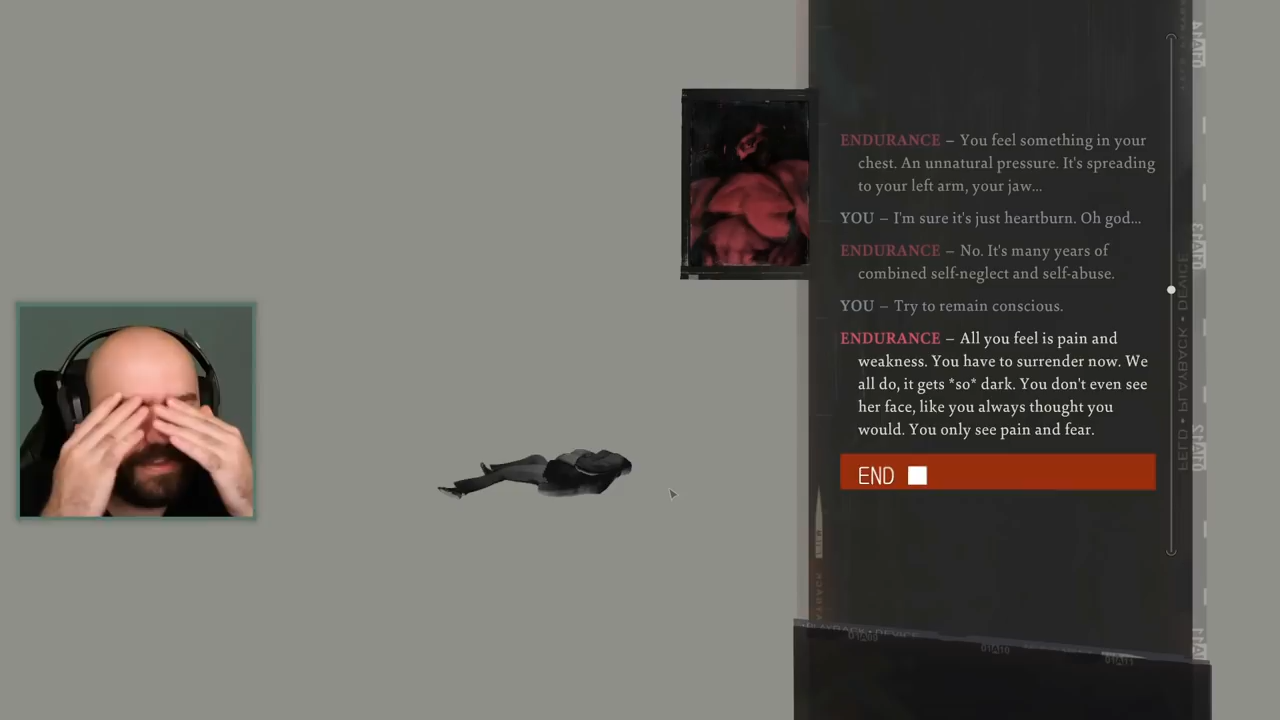 ENDURANCE – You feel something in your
chest. An unnatural pressure. It's spreading
to your left arm, your jaw...
YOU – I'm sure it's just heartburn. Oh god...
ENDURANCE – No. It's many years of
combined self-neglect and self-abuse.
YOU – Try to remain conscious.
ENDURANCE – All you feel is pain and
weakness. You have to surrender now. We
all do, it gets *so* dark. You don't even see
her face, like you always thought you
would. You only see pain and fear.
END
FELD • PLAYBACK • DEVICE